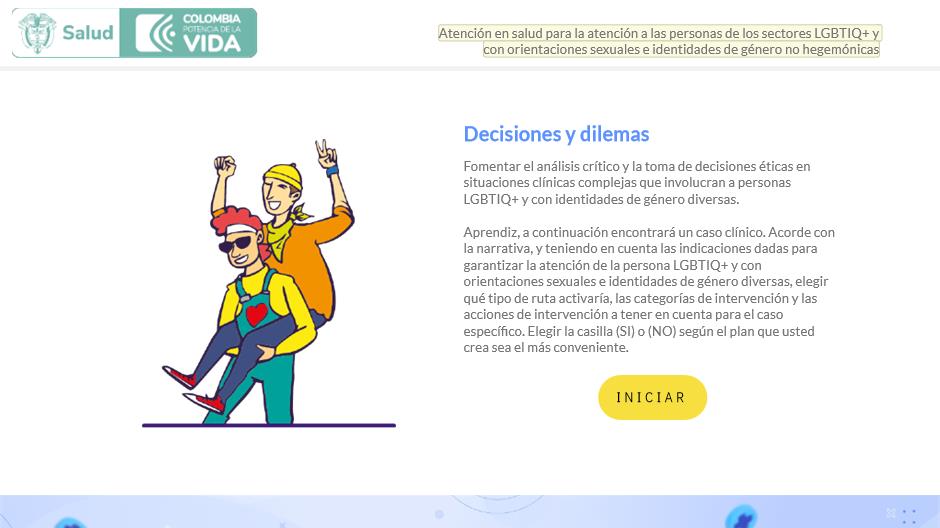 Salud
COLOMBIA
POTENCIA DE LA
VIDA
Atención en salud para la atención a las personas de los sectores LGBTIQ+ y
con orientaciones sexuales e identidades de género no hegemónicas
Decisiones y dilemas
Fomentar el análisis crítico y la toma de decisiones éticas en
situaciones clínicas complejas que involucran a personas
LGBTIQ+ y con identidades de género diversas.
Aprendiz, a continuación encontrará un caso clínico. Acorde con
la narrativa, y teniendo en cuenta las indicaciones dadas para
garantizar la atención de la persona LGBTIQ+ y con
orientaciones sexuales e identidades de género diversas, elegir
qué tipo de ruta activaría, las categorías de intervención y las
acciones de intervención a tener en cuenta para el caso
específico. Elegir la casilla (SI) o (NO) según el plan que usted
crea sea el más conveniente.
INICIAR